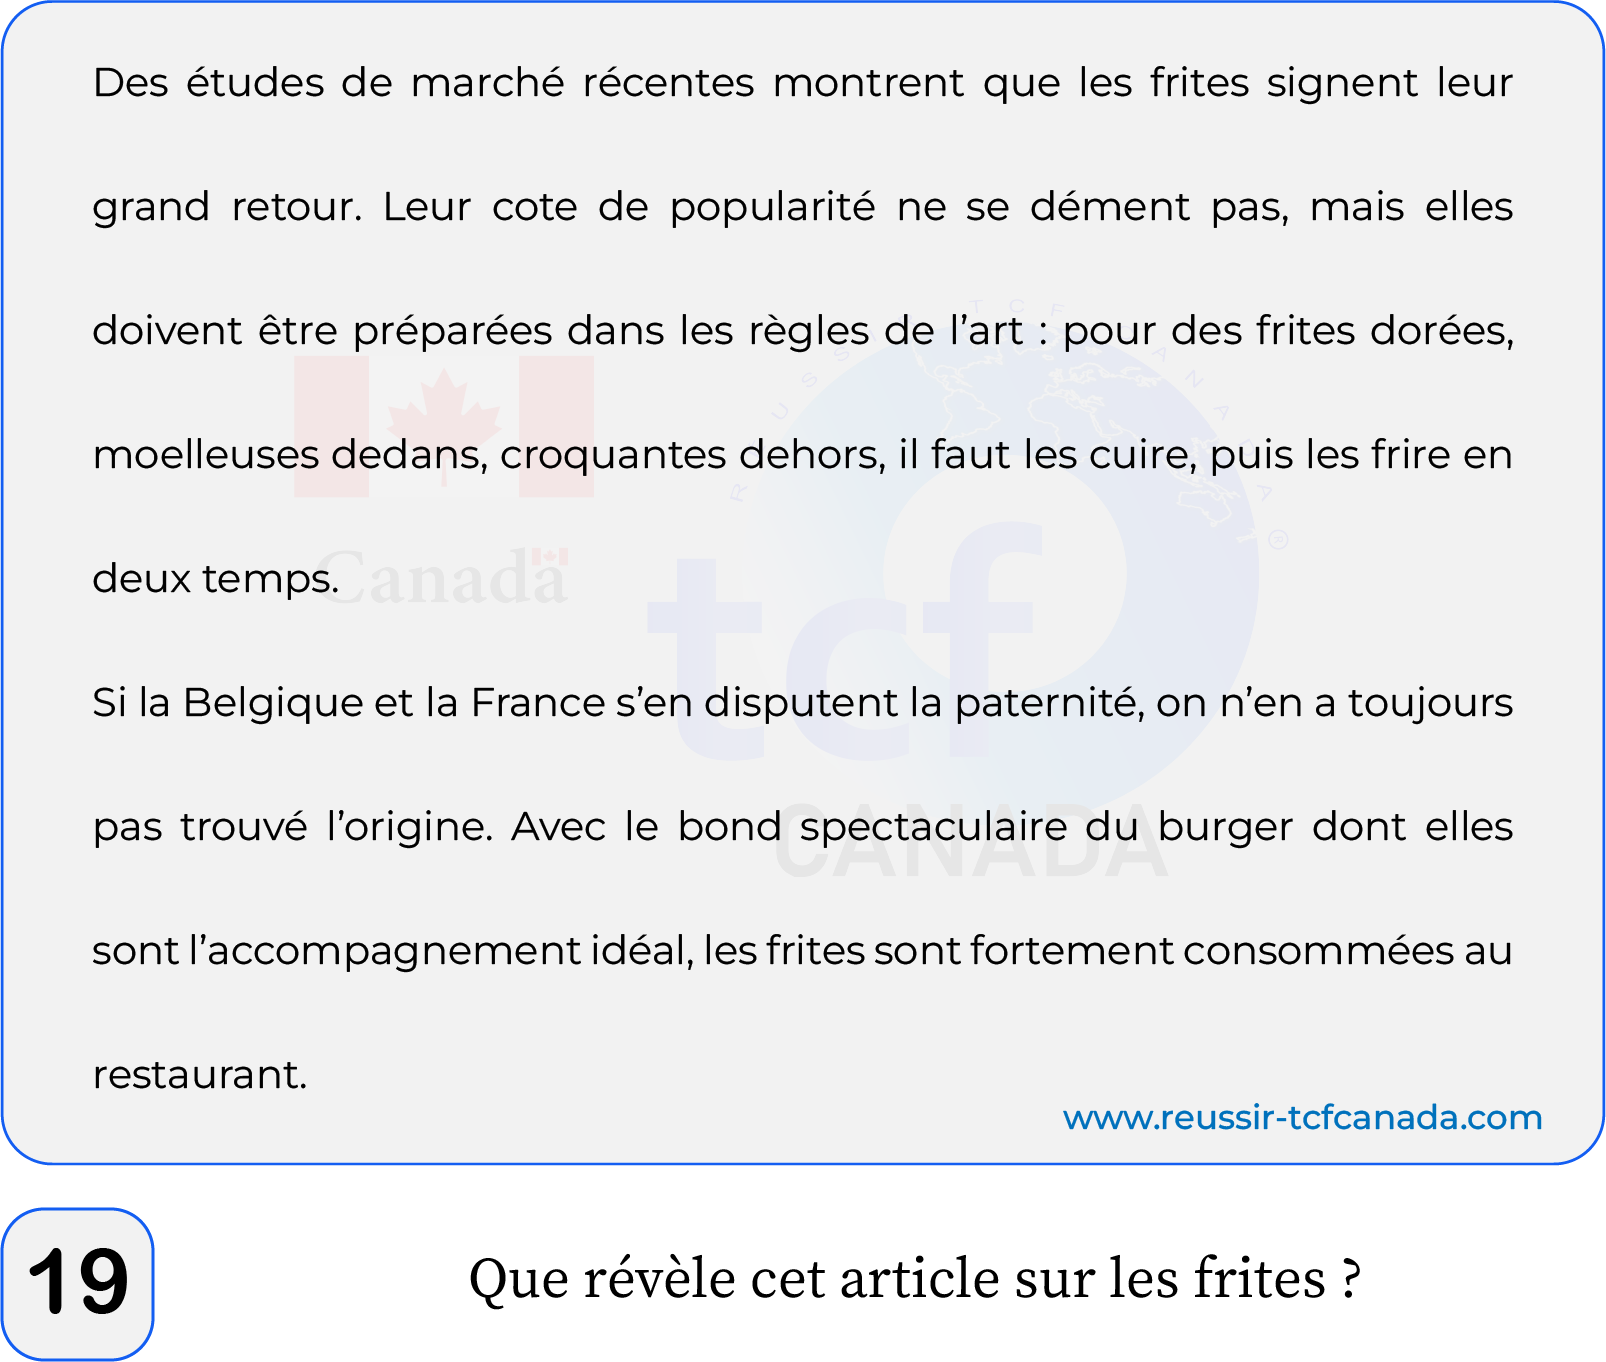 Des études de marché récentes montrent que les frites signent leur
grand retour. Leur cote de popularité ne se dément pas, mais elles
doivent être préparées dans les règles de l’art : pour des frites dorées,
moelleuses dedans, croquantes dehors, il faut les cuire, puis les frire en
deux temps.
Si la Belgique et la France s’en disputent la paternité, on n’en a toujours
pas trouvé l’origine. Avec le bond spectaculaire du burger dont elles
sont l’accompagnement idéal, les frites sont fortement consommées au
restaurant.
REUSSIR TCF CANADA ®
Canada
tcf
CANADA
www.reussir-tcfcanada.com
19
Que révèle cet article sur les frites ?